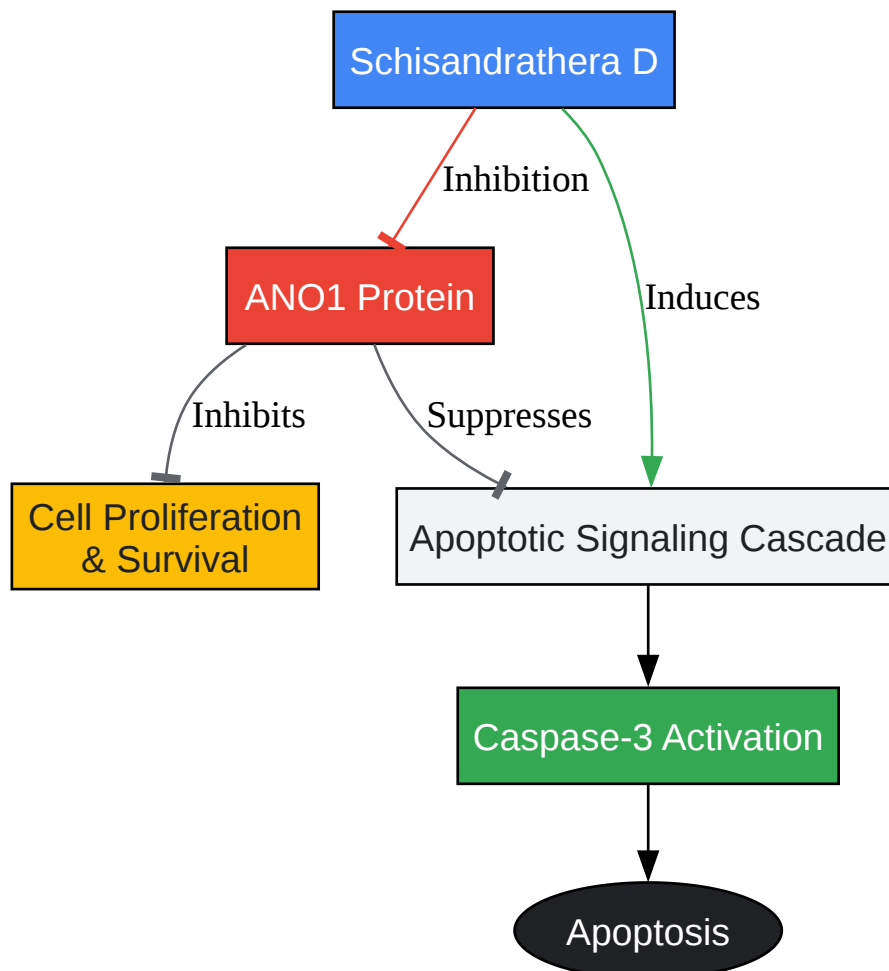 Schisandrathera D
Inhibition
ANO1 Protein
Induces
Inhibits
Suppresses
Cell Proliferation
& Survival
Apoptotic Signaling Cascade
Caspase-3 Activation
Apoptosis